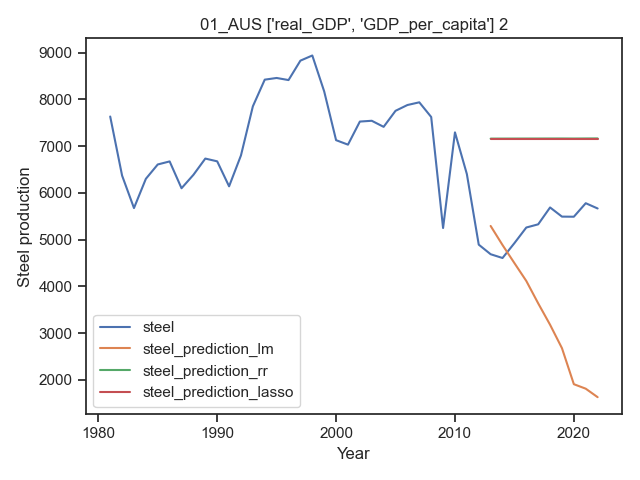 01_AUS ['real_GDP', 'GDP_per_capita'] 2
9000
8000
7000
6000
5000
4000
3000
2000
Steel production
steel
steel_prediction_lm
steel_prediction_rr
steel_prediction_lasso
1980
1990
2000
2010
2020
Year